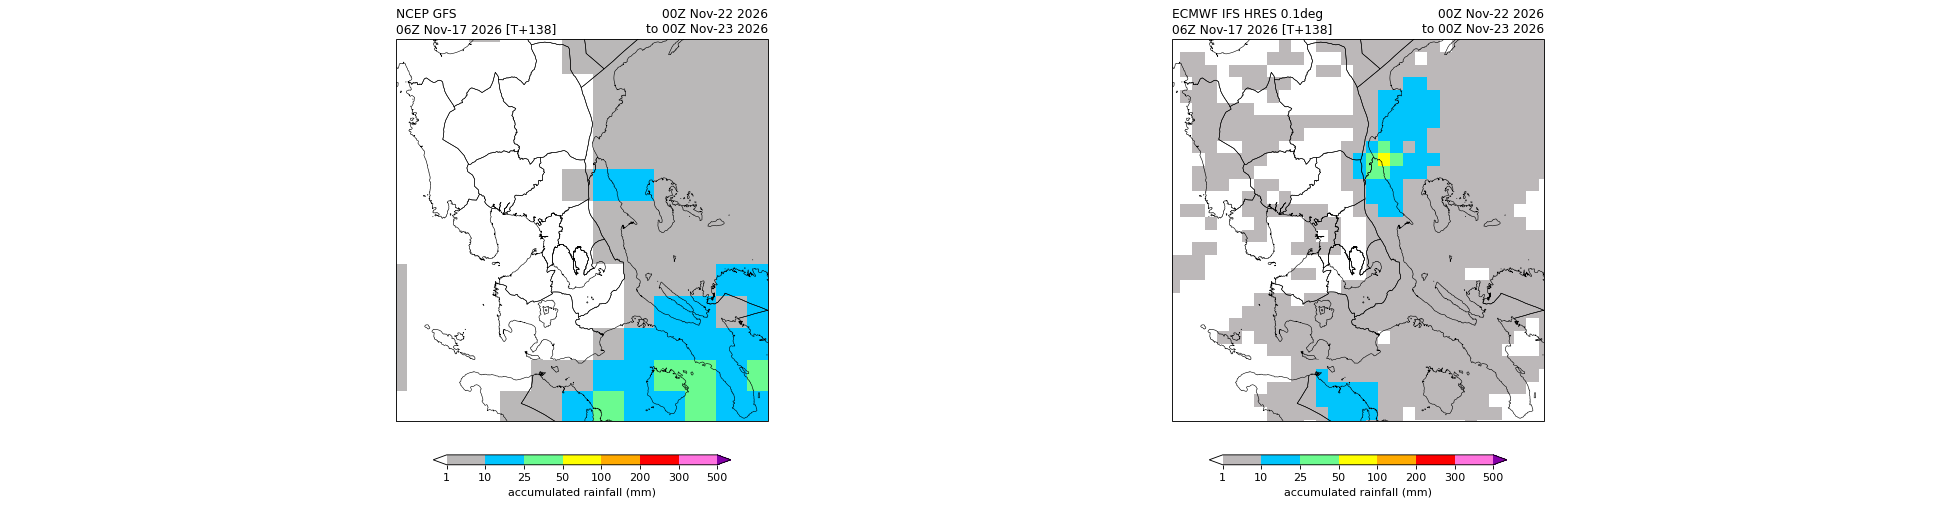 NCEP GFS 00Z Nov-22 2026
06Z Nov-17 2026 [T+138] to 00Z Nov-23 2026
1 10 25 50 100 200 300 500
accumulated rainfall (mm)
ECMWF IFS HRES 0.1deg 00Z Nov-22 2026
06Z Nov-17 2026 [T+138] to 00Z Nov-23 2026
1 10 25 50 100 200 300 500
accumulated rainfall (mm)